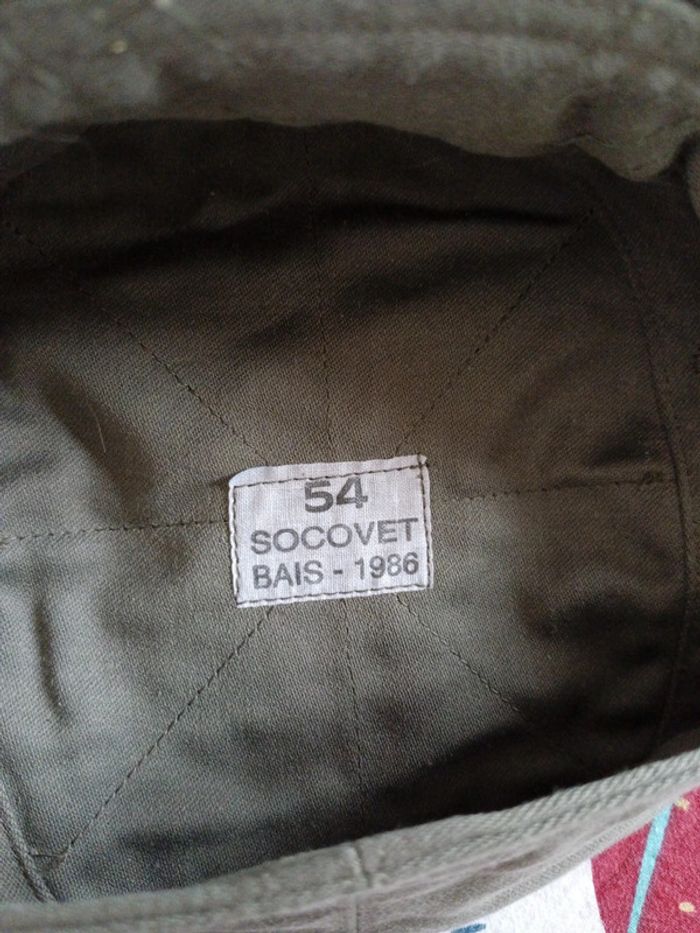 54
SOCOVET
BAIS - 1986